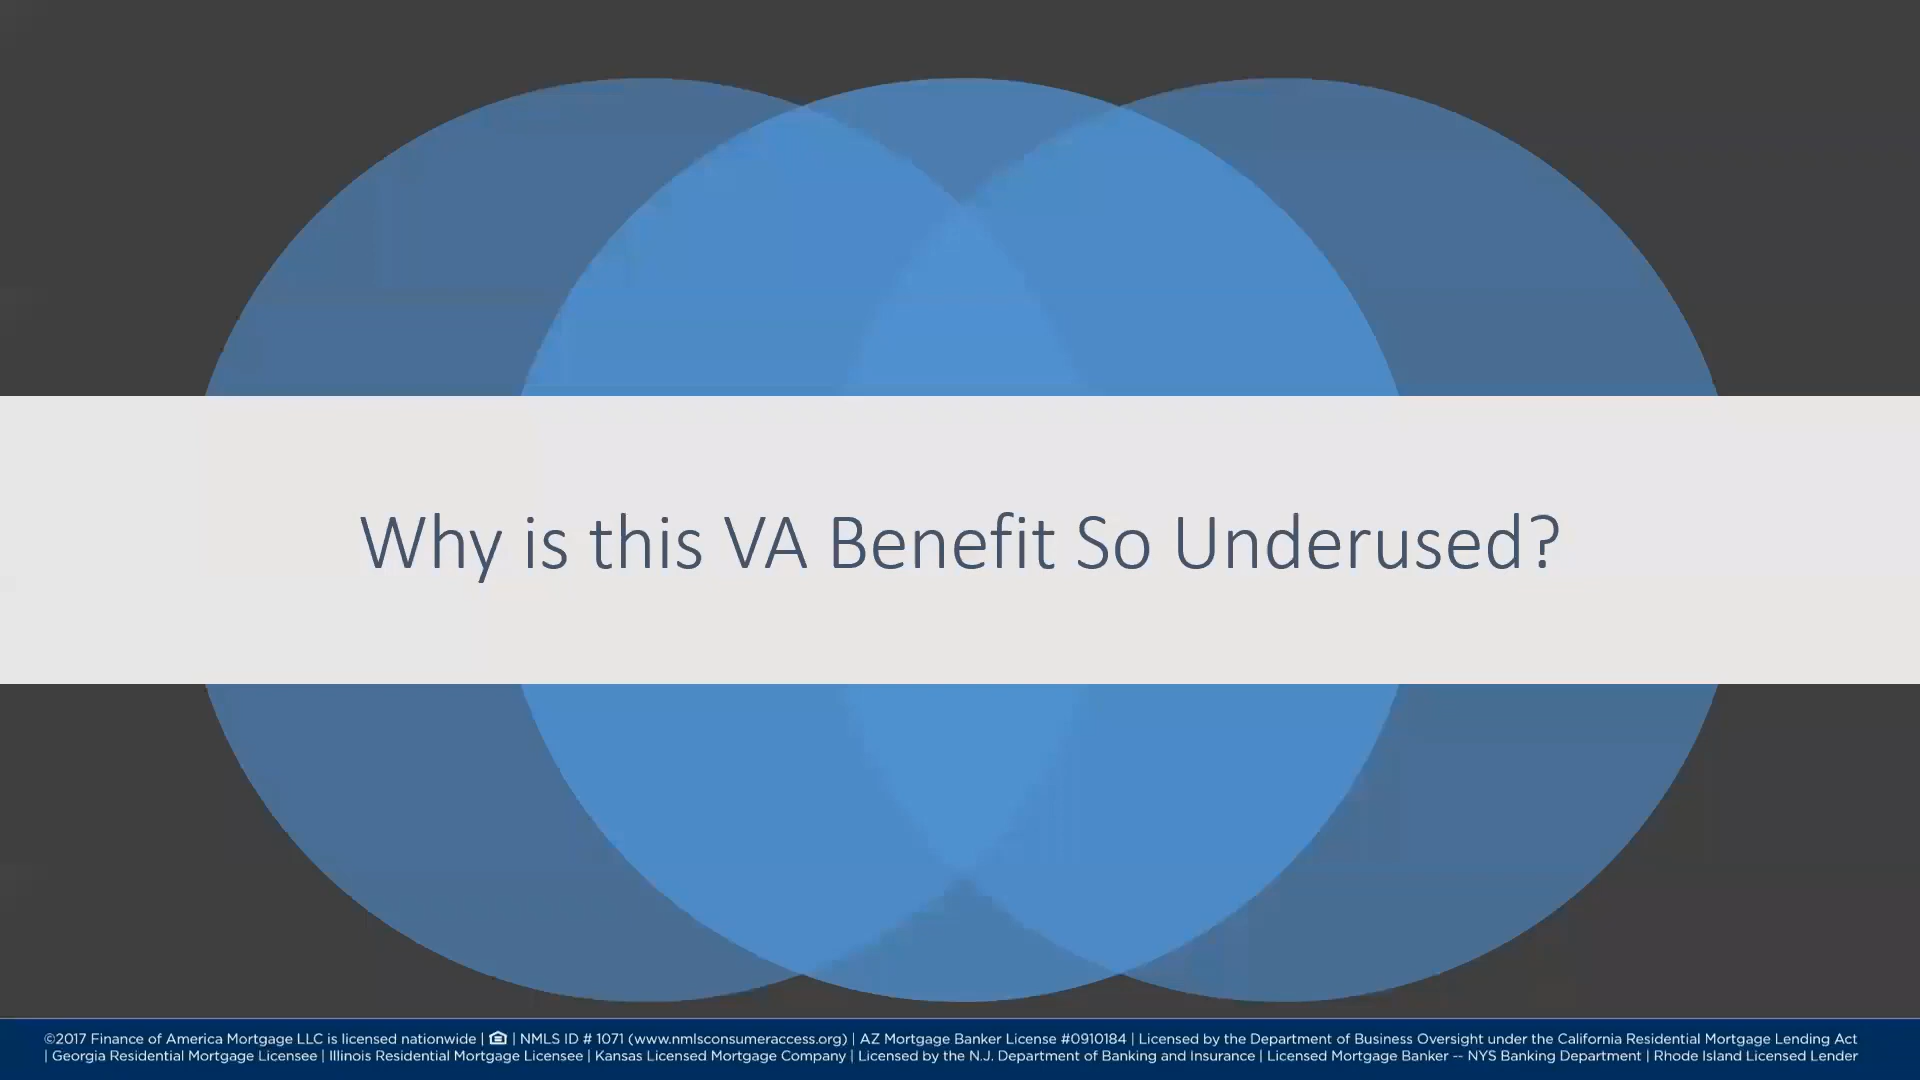 Why is this VA Benefit So Underused?
©2017 Finance of America Mortgage LLC is licensed nationwide | | NMLS ID # 1071 (www.nmlsconsumeraccess.org) | AZ Mortgage Banker License #0910184 | Licensed by the Department of Business Oversight under the California Residential Mortgage Lending Act
| Georgia Residential Mortgage Licensee | Illinois Residential Mortgage Licensee | Kansas Licensed Mortgage Company | Licensed by the N.J. Department of Banking and Insurance | Licensed Mortgage Banker -- NYS Banking Department | Rhode Island Licensed Lender